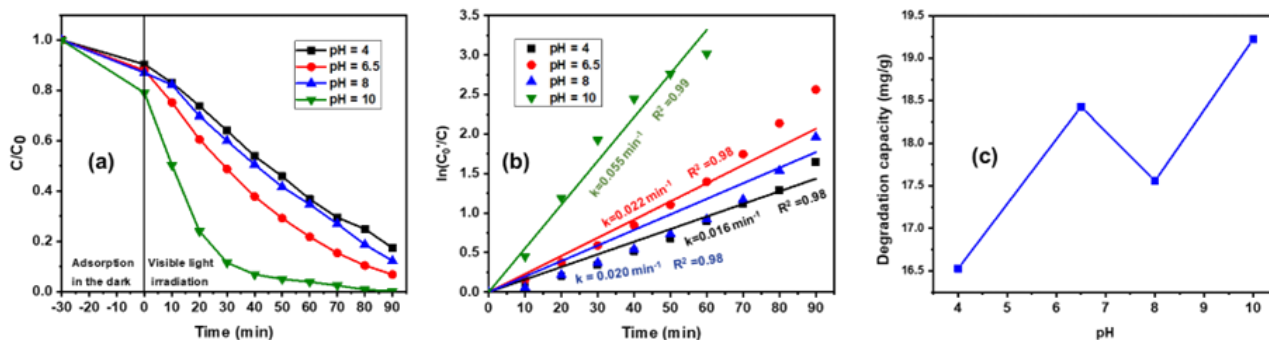 1.0
0.8
0.6
0.4
0.2
0.0
C/C₀
(a)
pH = 4
pH = 6.5
pH = 8
pH = 10
Adsorption
in the dark
Visible light
irradiation
-30 -20 -10 0 10 20 30 40 50 60 70 80 90
Time (min)
3.5
3.0
2.5
2.0
1.5
1.0
0.5
0.0
ln(C₀'/C)
(b)
pH = 4
pH = 6.5
pH = 8
pH = 10
k=0.055 min⁻¹ R² =0.99
k=0.022 min⁻¹ R² =0.98
k=0.016 min⁻¹ R² =0.98
k = 0.020 min⁻¹ R² =0.98
0 10 20 30 40 50 60 70 80 90
Time (min)
19.5
19.0
18.5
18.0
17.5
17.0
16.5
Degradation capacity (mg/g)
(c)
4 5 6 7 8 9 10
pH